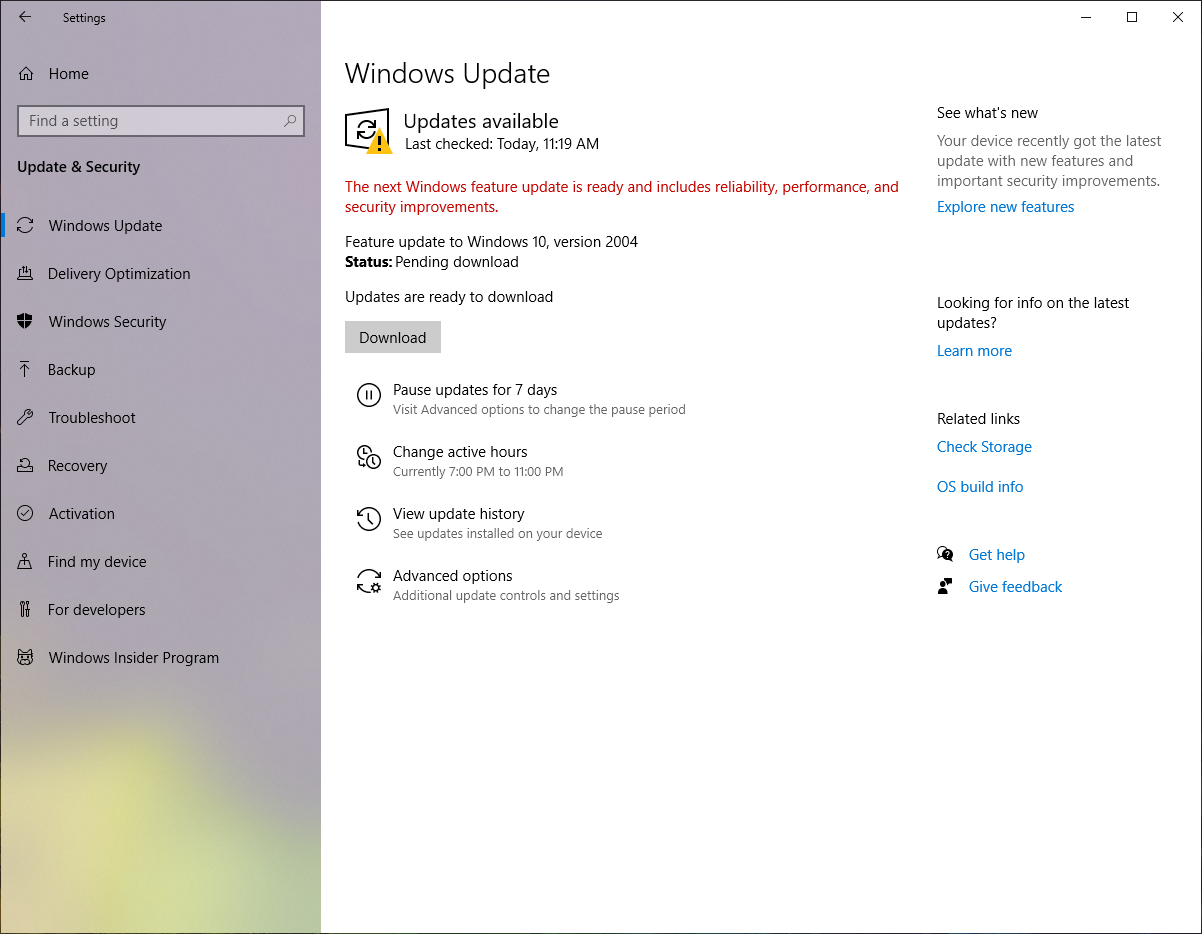 Settings
Home
Find a setting
Update & Security
Windows Update
Delivery Optimization
Windows Security
Backup
Troubleshoot
Recovery
Activation
Find my device
For developers
Windows Insider Program
Windows Update
Updates available
Last checked: Today, 11:19 AM
The next Windows feature update is ready and includes reliability, performance, and
security improvements.
Feature update to Windows 10, version 2004
Status: Pending download
Updates are ready to download
Download
Pause updates for 7 days
Visit Advanced options to change the pause period
Change active hours
Currently 7:00 PM to 11:00 PM
View update history
See updates installed on your device
Advanced options
Additional update controls and settings
See what's new
Your device recently got the latest
update with new features and
important security improvements.
Explore new features
Looking for info on the latest
updates?
Learn more
Related links
Check Storage
OS build info
Get help
Give feedback